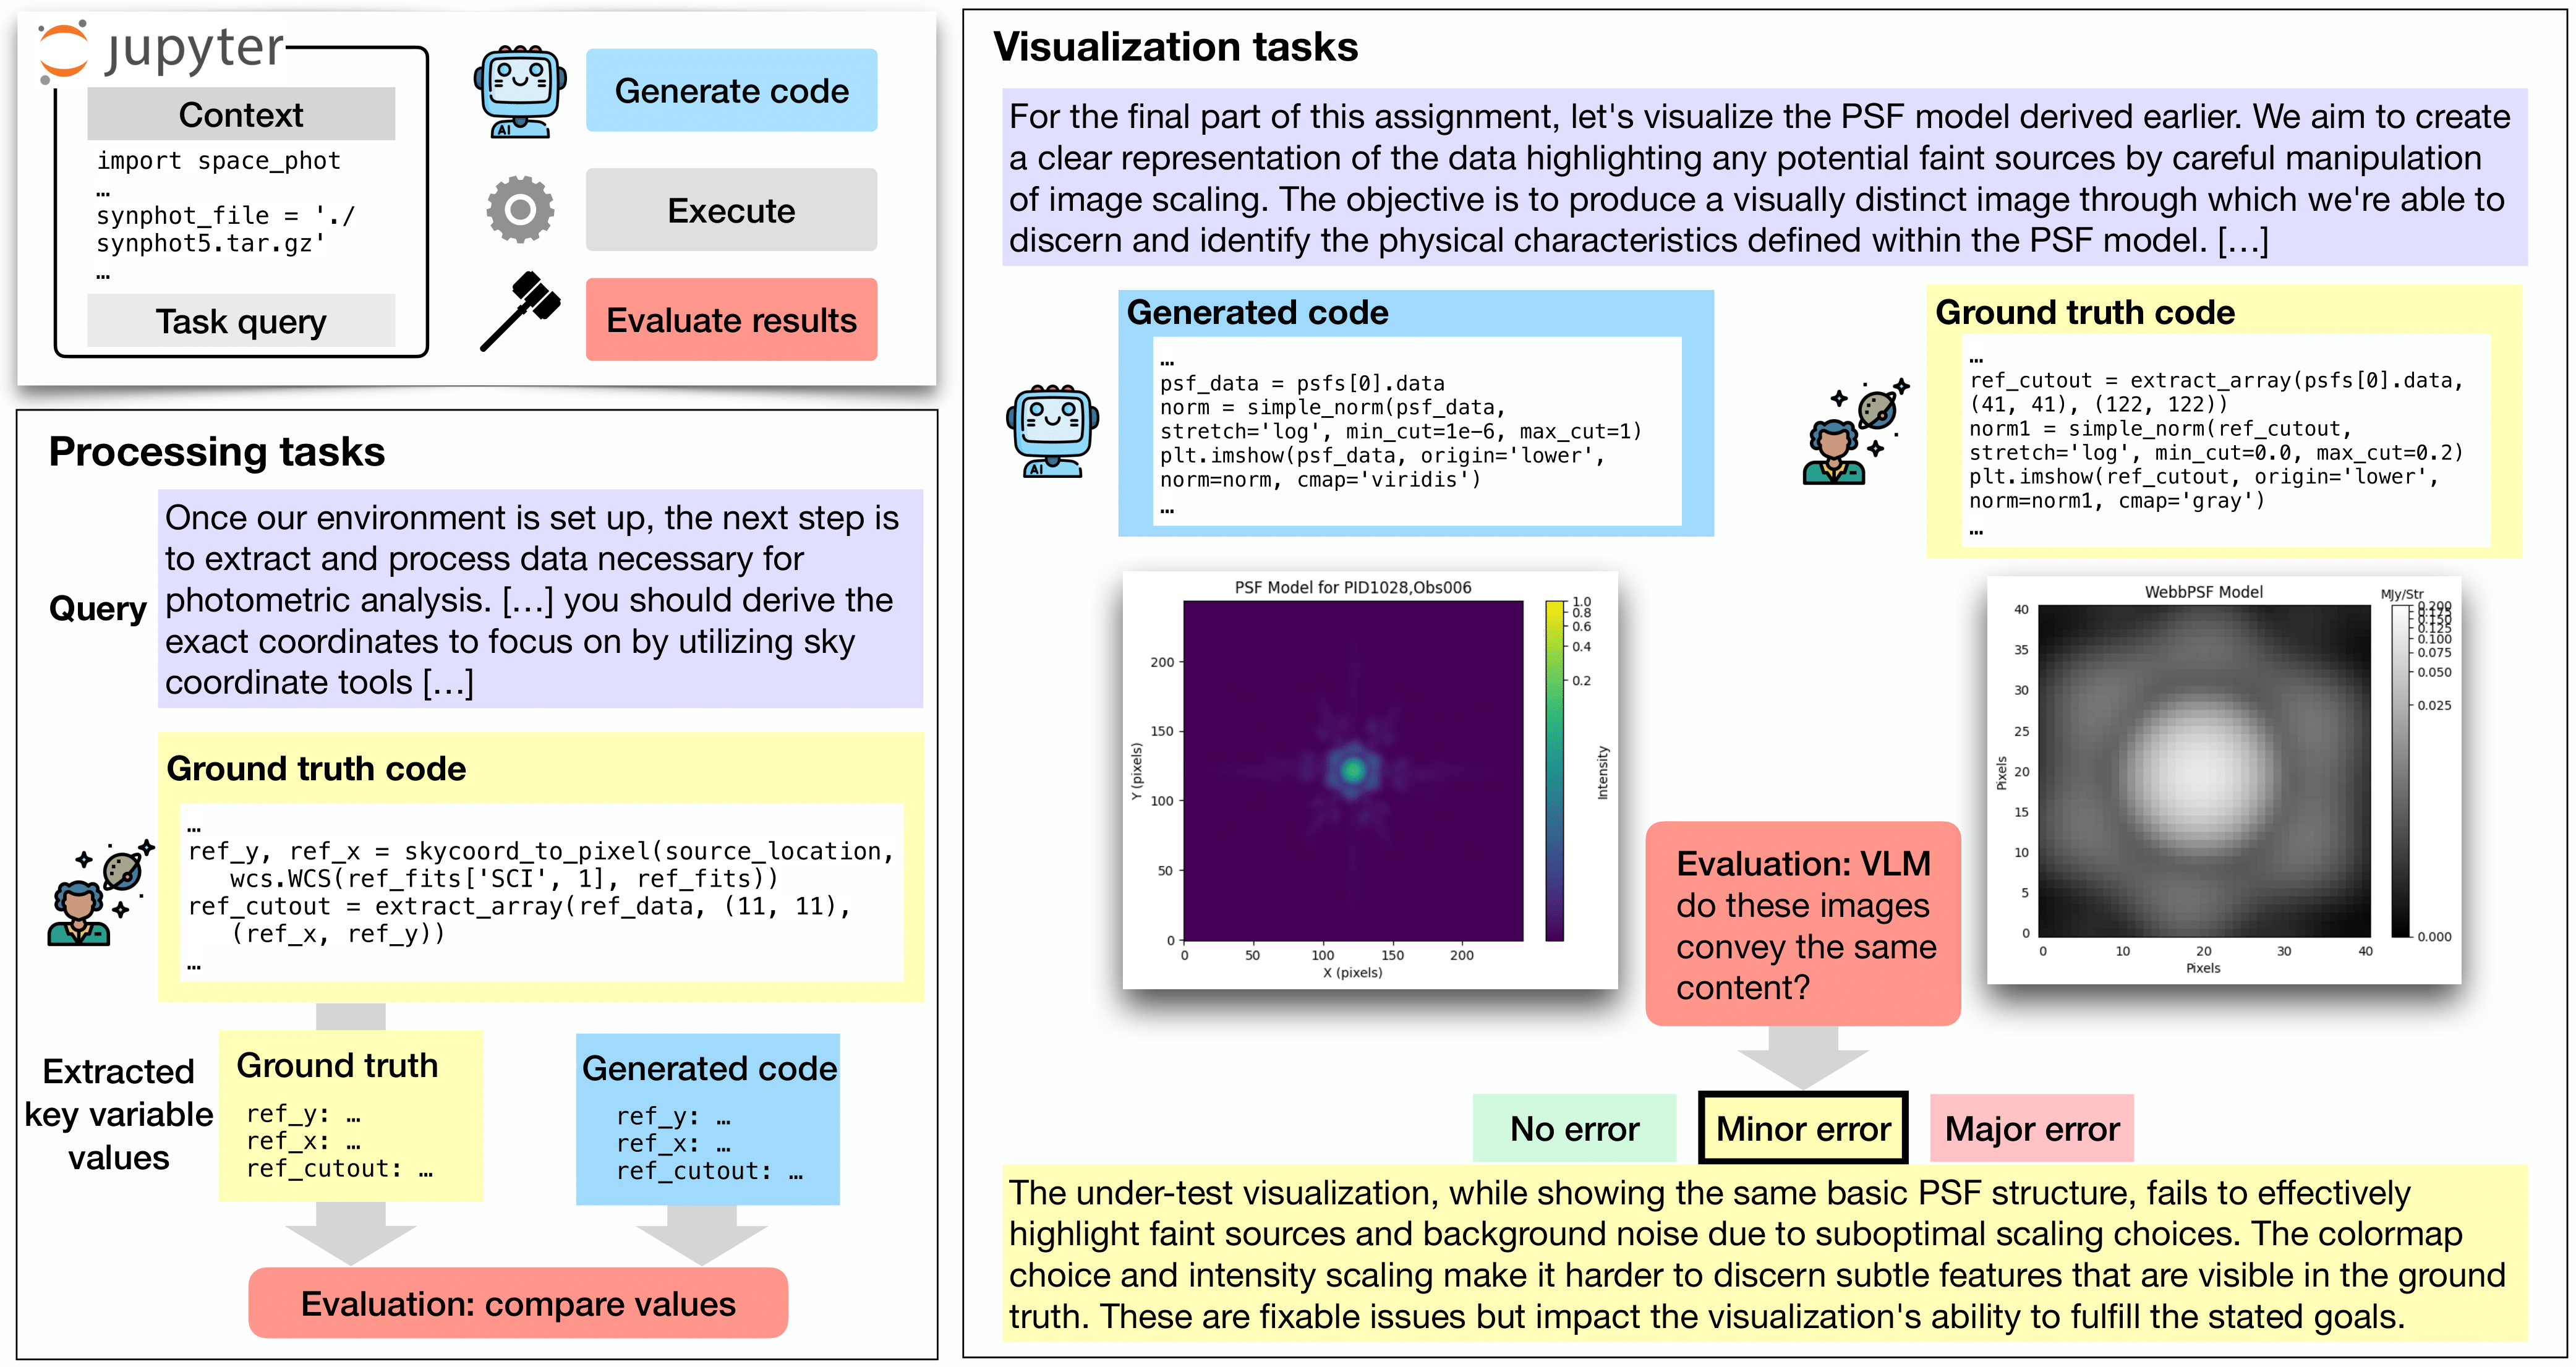 jupyter
Context
import space_phot
…
synphot_file = './
synphot5.tar.gz'
…
Task query
AI
Generate code
Execute
Evaluate results
Processing tasks
Query
Once our environment is set up, the next step is
to extract and process data necessary for
photometric analysis. […] you should derive the
exact coordinates to focus on by utilizing sky
coordinate tools […]
Ground truth code
…
ref_y, ref_x = skycoord_to_pixel(source_location,
wcs.WCS(ref_fits['SCI', 1], ref_fits))
ref_cutout = extract_array(ref_data, (11, 11),
(ref_x, ref_y))
…
Extracted
key variable
values
Ground truth
ref_y: …
ref_x: …
ref_cutout: …
Generated code
ref_y: …
ref_x: …
ref_cutout: …
Evaluation: compare values
Visualization tasks
For the final part of this assignment, let's visualize the PSF model derived earlier. We aim to create
a clear representation of the data highlighting any potential faint sources by careful manipulation
of image scaling. The objective is to produce a visually distinct image through which we're able to
discern and identify the physical characteristics defined within the PSF model. […]
AI
Generated code
…
psf_data = psfs[0].data
norm = simple_norm(psf_data,
stretch='log', min_cut=1e-6, max_cut=1)
plt.imshow(psf_data, origin='lower',
norm=norm, cmap='viridis')
…
Ground truth code
…
ref_cutout = extract_array(psfs[0].data,
(41, 41), (122, 122))
norm1 = simple_norm(ref_cutout,
stretch='log', min_cut=0.0, max_cut=0.2)
plt.imshow(ref_cutout, origin='lower',
norm=norm1, cmap='gray')
…
PSF Model for PID1028,Obs006
Y (pixels)
200
150
100
50
0
0 50 100 150 200
X (pixels)
1.0
0.8
0.6
0.4
0.2
Intensity
Evaluation: VLM
do these images
convey the same
content?
WebbPSF Model
MJy/Str
Pixels
40
35
30
25
20
15
10
5
0
0 10 20 30 40
Pixels
0.200
0.175
0.150
0.125
0.100
0.075
0.050
0.025
0.000
No error
Minor error
Major error
The under-test visualization, while showing the same basic PSF structure, fails to effectively
highlight faint sources and background noise due to suboptimal scaling choices. The colormap
choice and intensity scaling make it harder to discern subtle features that are visible in the ground
truth. These are fixable issues but impact the visualization's ability to fulfill the stated goals.